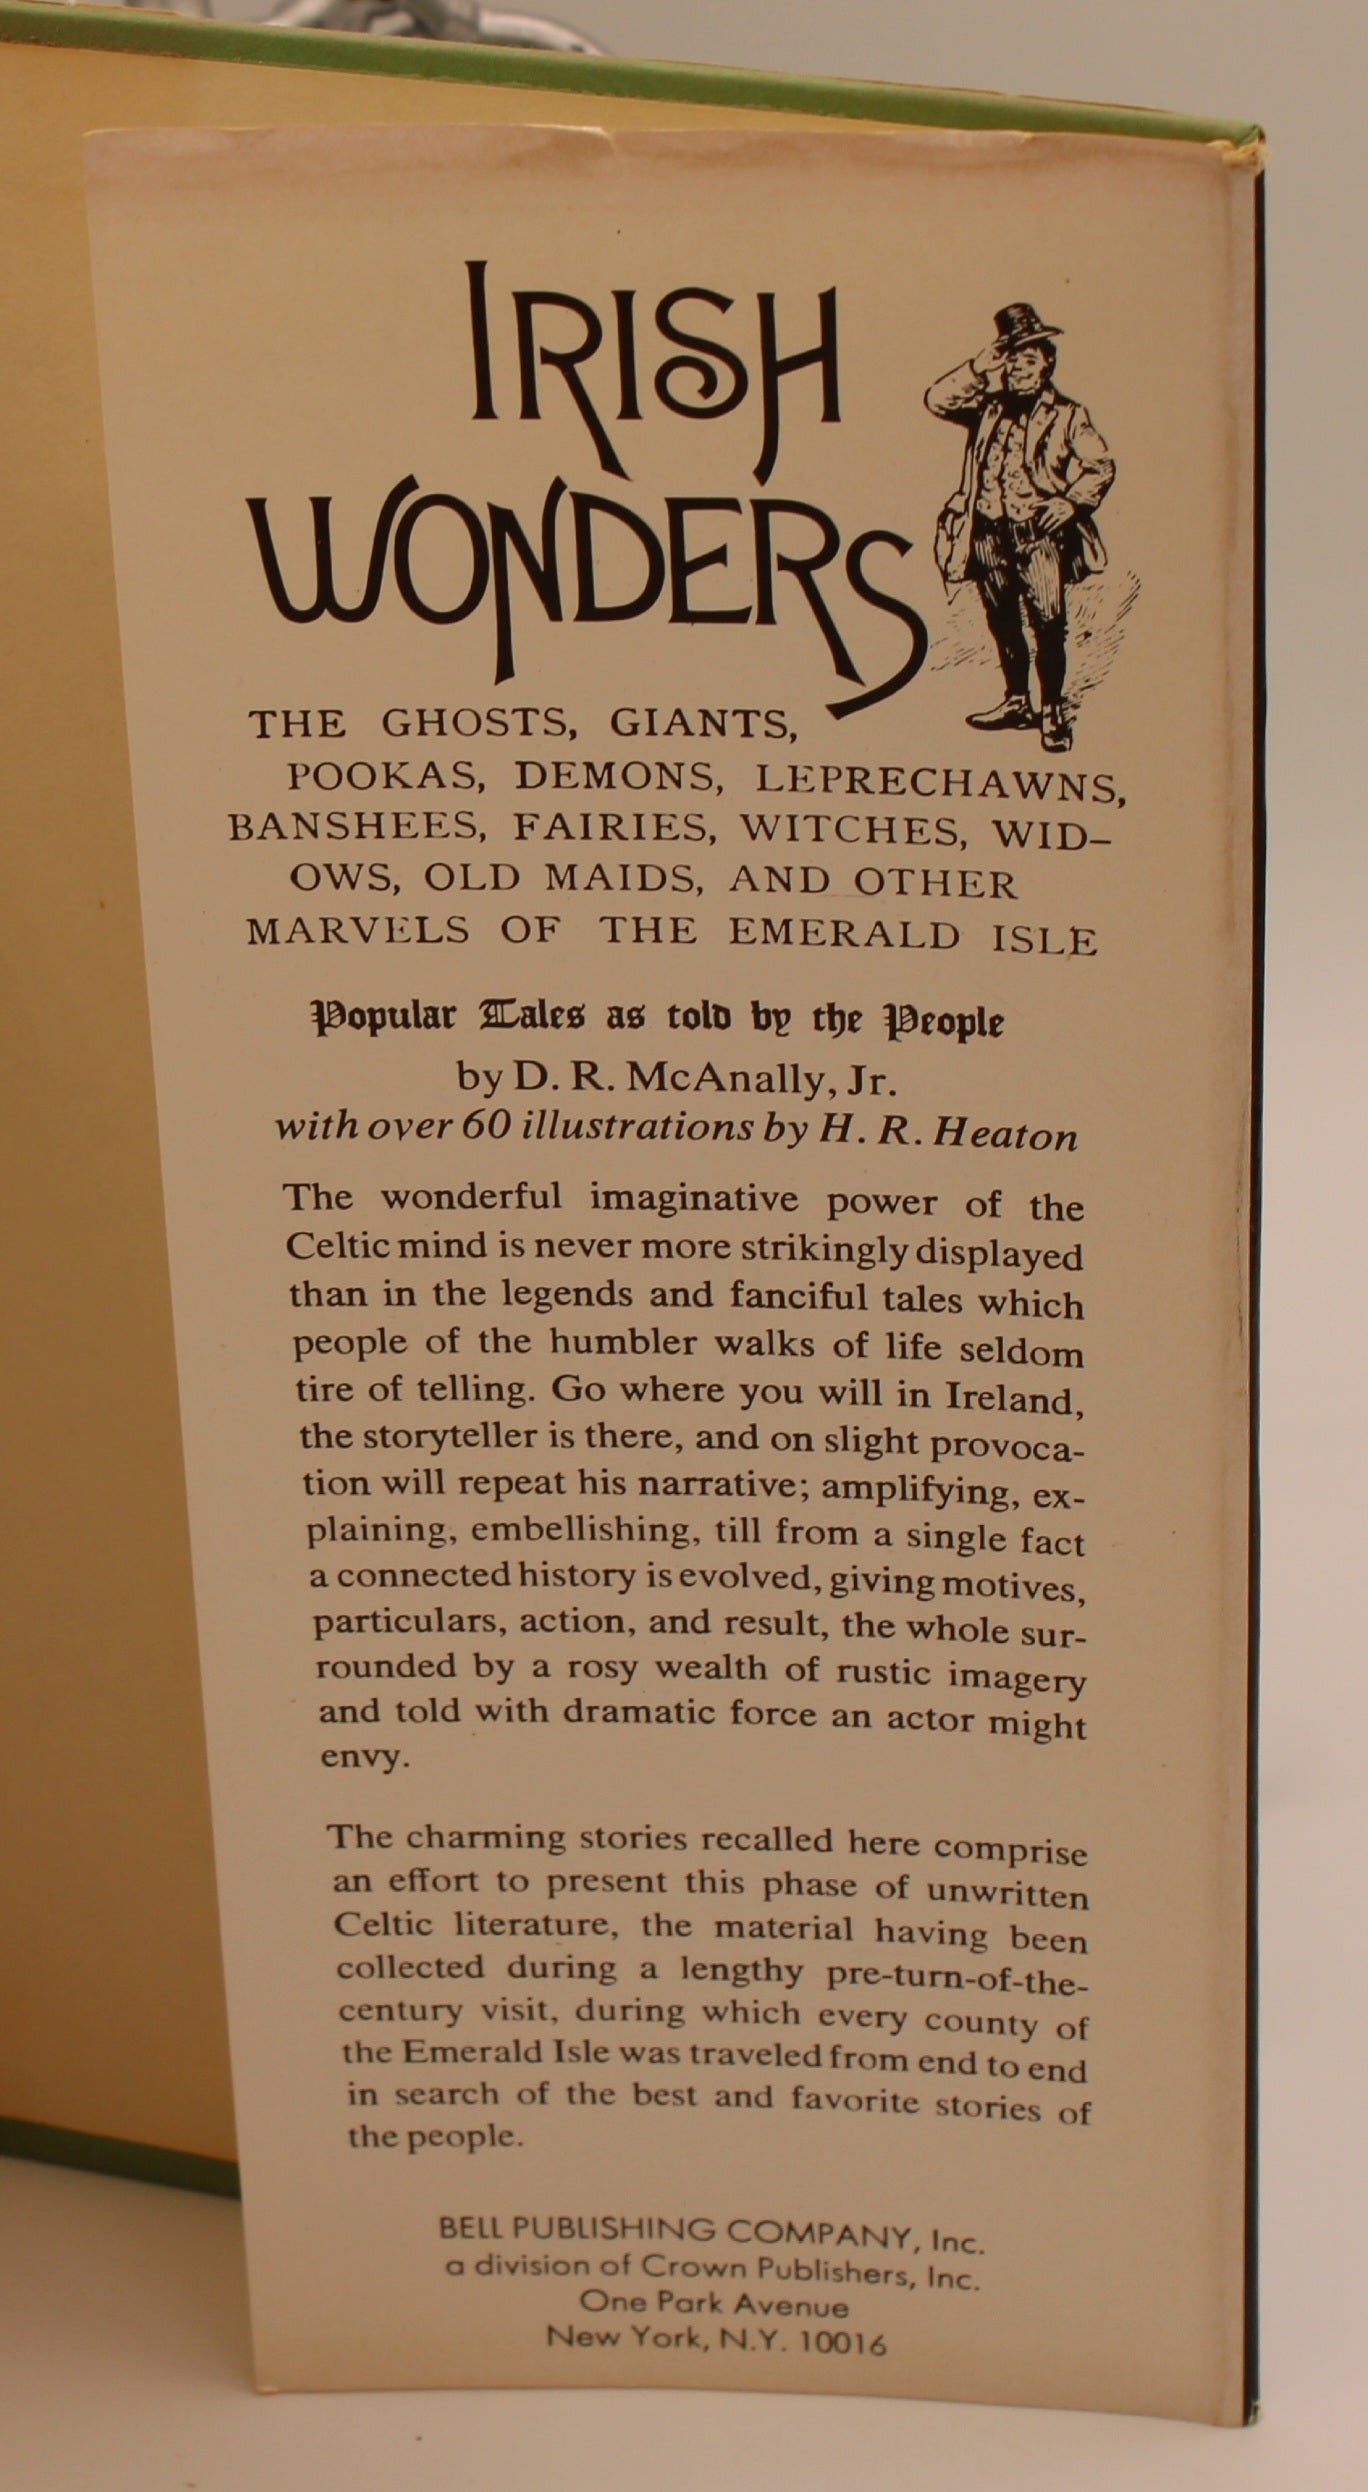 IRISH
WONDERS
THE GHOSTS, GIANTS,
POOKAS, DEMONS, LEPRECHAWNS,
BANSHEES, FAIRIES, WITCHES, WID–
OWS, OLD MAIDS, AND OTHER
MARVELS OF THE EMERALD ISLE
Popular Tales as told by the People
by D. R. McAnally, Jr.
with over 60 illustrations by H. R. Heaton
The wonderful imaginative power of the
Celtic mind is never more strikingly displayed
than in the legends and fanciful tales which
people of the humbler walks of life seldom
tire of telling. Go where you will in Ireland,
the storyteller is there, and on slight provoca-
tion will repeat his narrative; amplifying, ex-
plaining, embellishing, till from a single fact
a connected history is evolved, giving motives,
particulars, action, and result, the whole sur-
rounded by a rosy wealth of rustic imagery
and told with dramatic force an actor might
envy.
The charming stories recalled here comprise
an effort to present this phase of unwritten
Celtic literature, the material having been
collected during a lengthy pre-turn-of-the-
century visit, during which every county of
the Emerald Isle was traveled from end to end
in search of the best and favorite stories of
the people.
BELL PUBLISHING COMPANY, Inc.
a division of Crown Publishers, Inc.
One Park Avenue
New York, N.Y. 10016